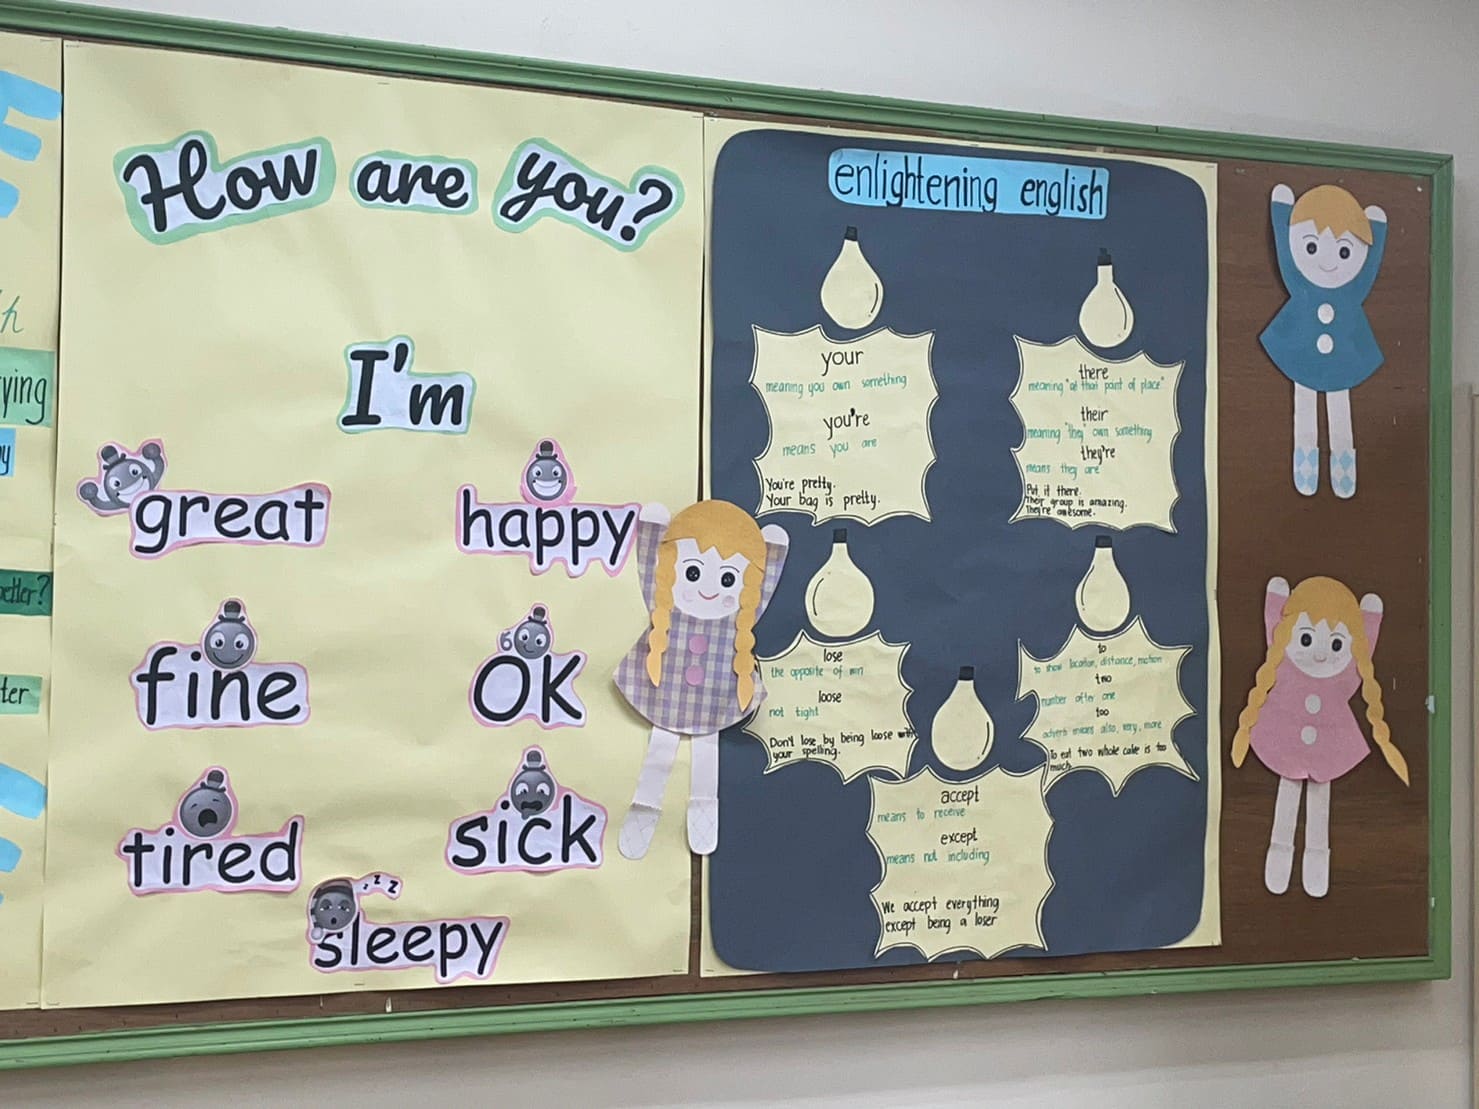 h
ying
y
better?
ter
How are you?
I'm
great
happy
fine
OK
tired
sick
z z z
sleepy
enlightening english
your
meaning you own something
you're
means you are
You're pretty.
Your bag is pretty.
there
meaning "at that point of place"
their
meaning "they" own something
they're
means they are
Put it there.
Their group is amazing.
They're awesome.
lose
the opposite of win
loose
not tight
Don't lose by being loose with
your spelling.
to
to show location, distance, motion
two
number after one
too
adverb means also, very, more
To eat two whole cake is too
much.
accept
means to receive
except
means not including
We accept everything
except being a loser